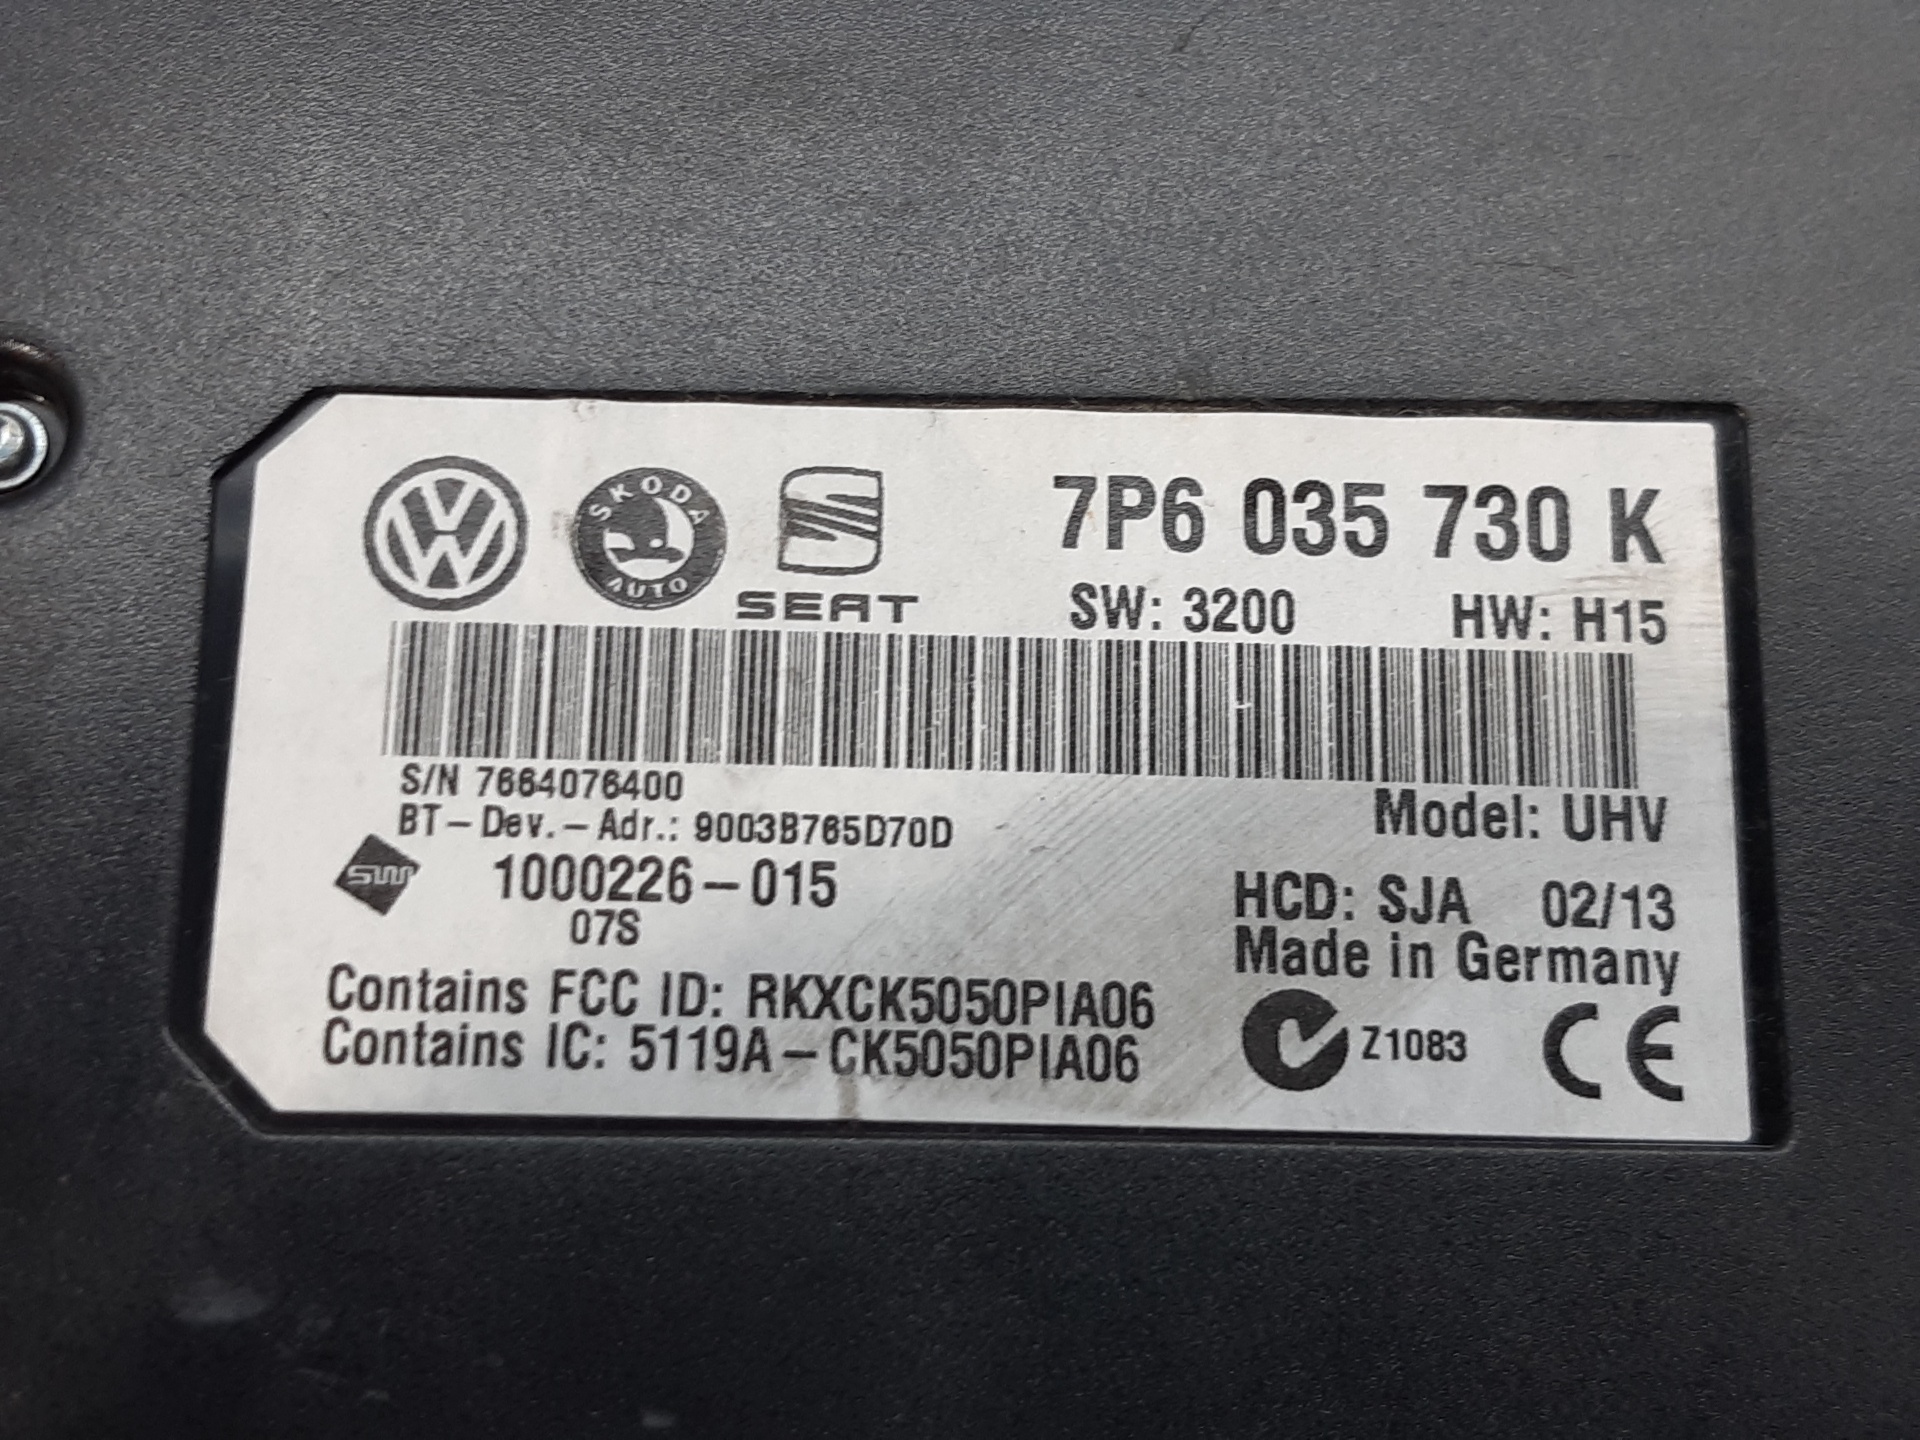 SKODA AUTO
SEAT
7P6 035 730 K
SW: 3200 HW: H15
S/N 7664076400
BT-Dev.-Adr.: 9003B765D70D
Model: UHV
SW 1000226-015
07S
HCD: SJA 02/13
Made in Germany
Contains FCC ID: RKXCK5050PIA06
Contains IC: 5119A-CK5050PIA06
Z1083 CE